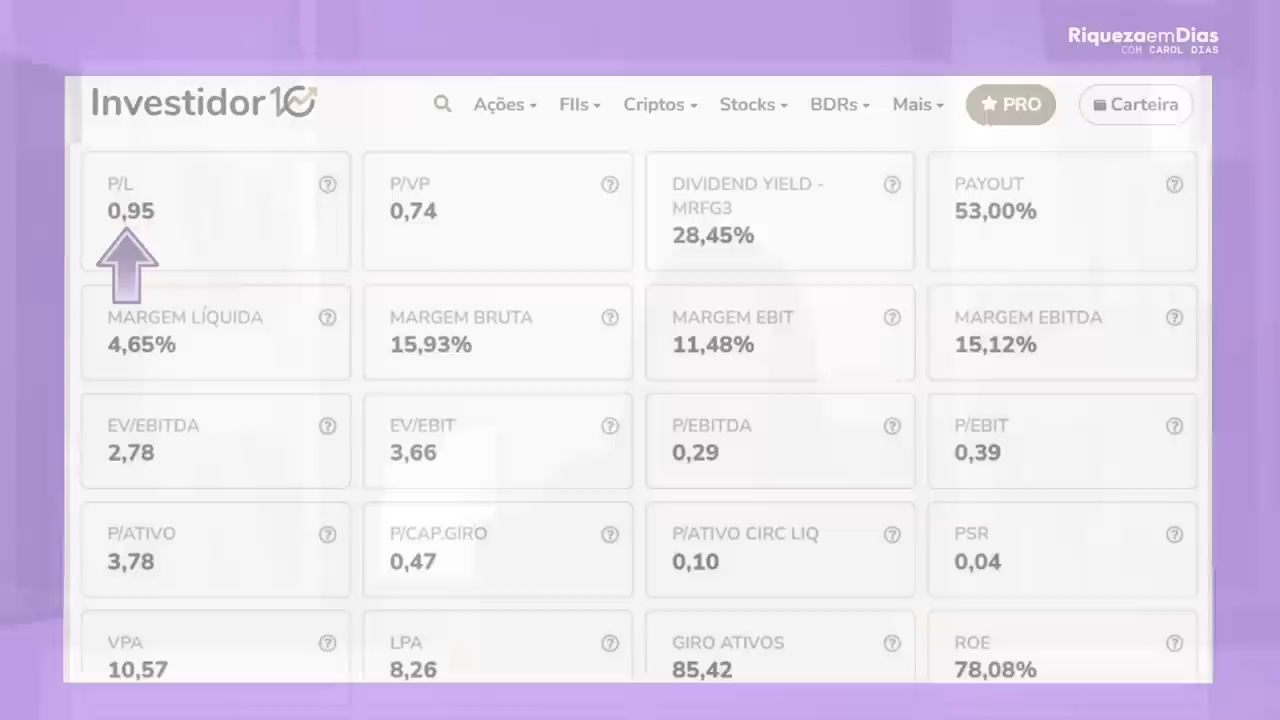 RiquezaemDias
COM CAROL DIAS
Investidor10
Ações
FIIs
Criptos
Stocks
BDRs
Mais
PRO
Carteira
P/L
0,95
P/VP
0,74
DIVIDEND YIELD -
MRFG3
28,45%
PAYOUT
53,00%
MARGEM LÍQUIDA
4,65%
MARGEM BRUTA
15,93%
MARGEM EBIT
11,48%
MARGEM EBITDA
15,12%
EV/EBITDA
2,78
EV/EBIT
3,66
P/EBITDA
0,29
P/EBIT
0,39
P/ATIVO
3,78
P/CAP.GIRO
0,47
P/ATIVO CIRC LIQ
0,10
PSR
0,04
VPA
10,57
LPA
8,26
GIRO ATIVOS
85,42
ROE
78,08%